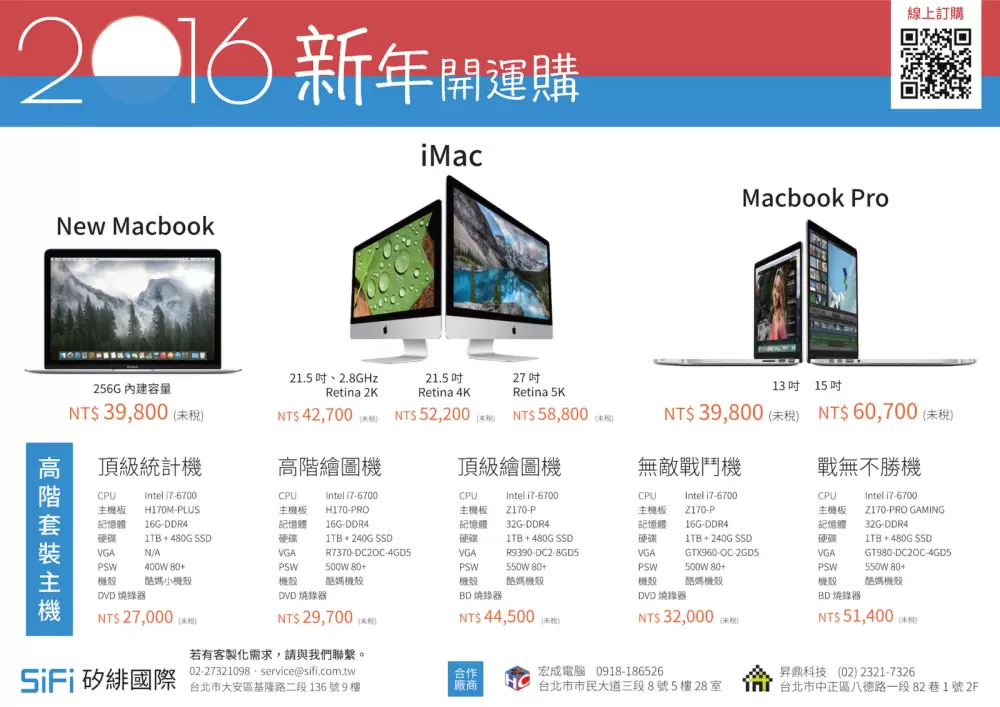 2016 新年開運購
線上訂購
iMac
New Macbook
Macbook Pro
256G 內建容量
NT$ 39,800 (未稅)
21.5 吋、2.8GHz
Retina 2K
NT$ 42,700 (未稅)
21.5 吋
Retina 4K
NT$ 52,200 (未稅)
27 吋
Retina 5K
NT$ 58,800 (未稅)
13 吋
NT$ 39,800 (未稅)
15 吋
NT$ 60,700 (未稅)
高階套裝主機
頂級統計機
CPU Intel i7-6700
主機板 H170M-PLUS
記憶體 16G-DDR4
硬碟 1TB + 480G SSD
VGA N/A
PSW 400W 80+
機殼 酷媽小機殼
DVD 燒錄器
NT$ 27,000 (未稅)
高階繪圖機
CPU Intel i7-6700
主機板 H170-PRO
記憶體 16G-DDR4
硬碟 1TB + 240G SSD
VGA R7370-DC2OC-4GD5
PSW 500W 80+
機殼 酷媽機殼
DVD 燒錄器
NT$ 29,700 (未稅)
頂級繪圖機
CPU Intel i7-6700
主機板 Z170-P
記憶體 32G-DDR4
硬碟 1TB + 480G SSD
VGA R9390-DC2-8GD5
PSW 550W 80+
機殼 酷媽機殼
BD 燒錄器
NT$ 44,500 (未稅)
無敵戰鬥機
CPU Intel i7-6700
主機板 Z170-P
記憶體 16G-DDR4
硬碟 1TB + 240G SSD
VGA GTX960-OC-2GD5
PSW 500W 80+
機殼 酷媽機殼
DVD 燒錄器
NT$ 32,000 (未稅)
戰無不勝機
CPU Intel i7-6700
主機板 Z170-PRO GAMING
記憶體 32G-DDR4
硬碟 1TB + 480G SSD
VGA GT980-DC2OC-4GD5
PSW 550W 80+
機殼 酷媽機殼
BD 燒錄器
NT$ 51,400 (未稅)
SiFi 矽緋國際
若有客製化需求，請與我們聯繫。
02-27321098 · service@sifi.com.tw
台北市大安區基隆路二段 136 號 9 樓
合作
廠商
HC
宏成電腦 0918-186526
台北市市民大道三段 8 號 5 樓 28 室
昇鼎科技 (02) 2321-7326
台北市中正區八德路一段 82 巷 1 號 2F